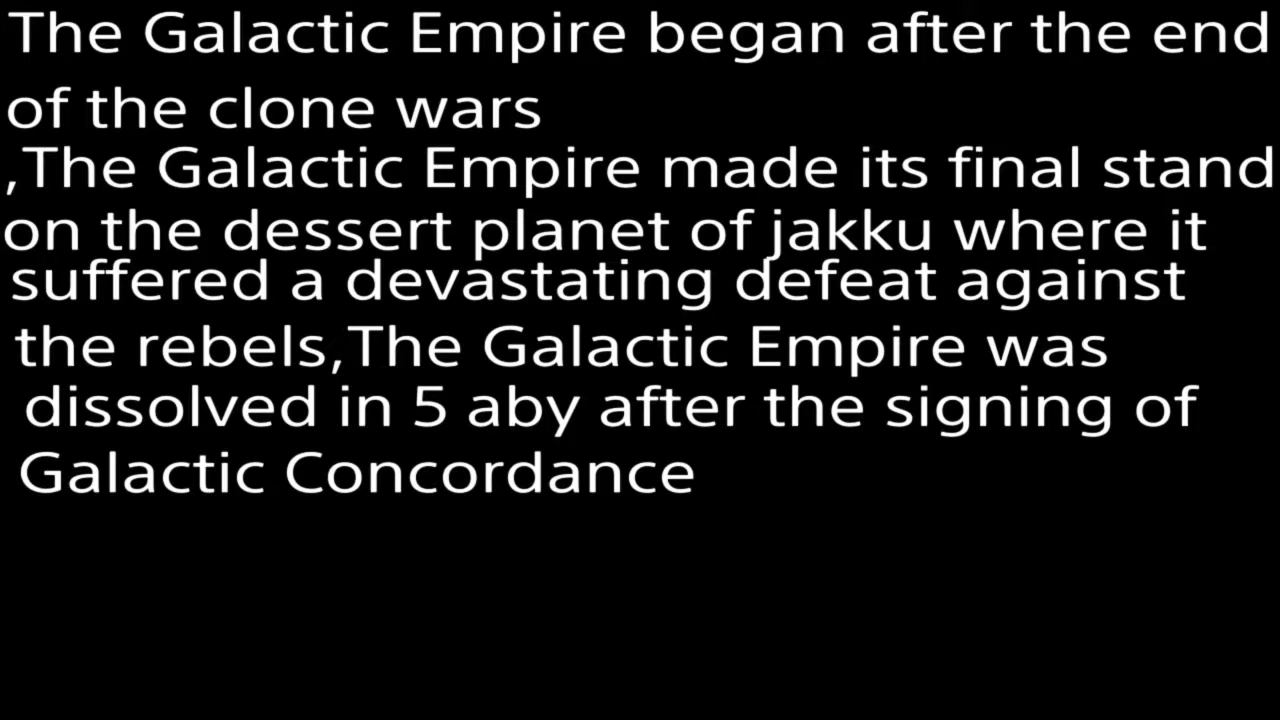 The Galactic Empire began after the end
of the clone wars
,The Galactic Empire made its final stand
on the dessert planet of jakku where it
suffered a devastating defeat against
the rebels,The Galactic Empire was
dissolved in 5 aby after the signing of
Galactic Concordance